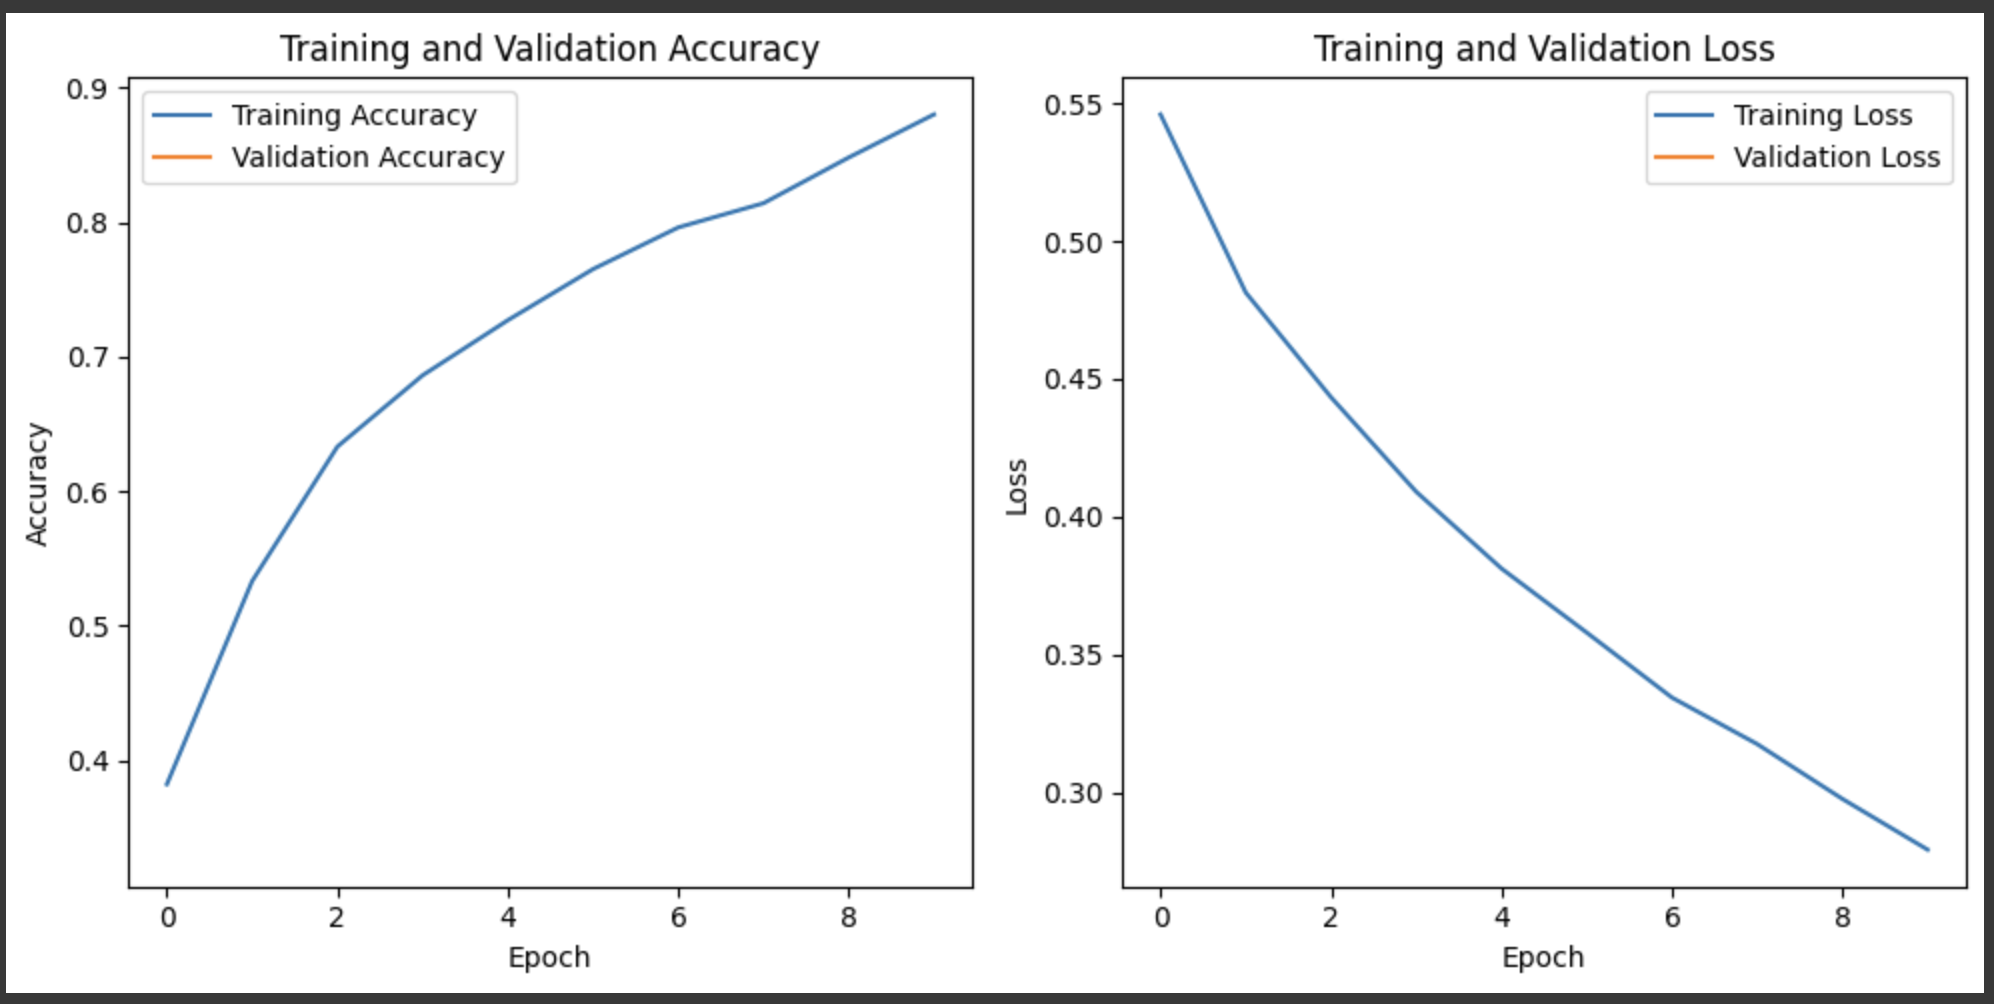 Training and Validation Accuracy
0.9
0.8
0.7
0.6
0.5
0.4
Accuracy
Training Accuracy
Validation Accuracy
0 2 4 6 8
Epoch
Training and Validation Loss
0.55
0.50
0.45
0.40
0.35
0.30
Loss
Training Loss
Validation Loss
0 2 4 6 8
Epoch